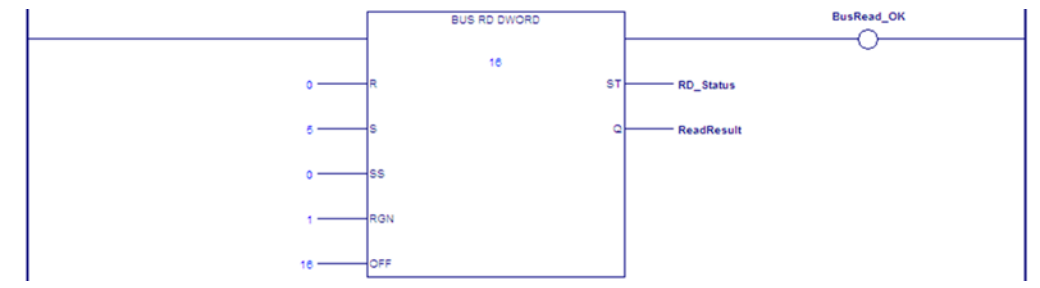 BUS RD DWORD
BusRead_OK
16
0 R ST RD_Status
5 S Q ReadResult
0 SS
1 RGN
16 OFF